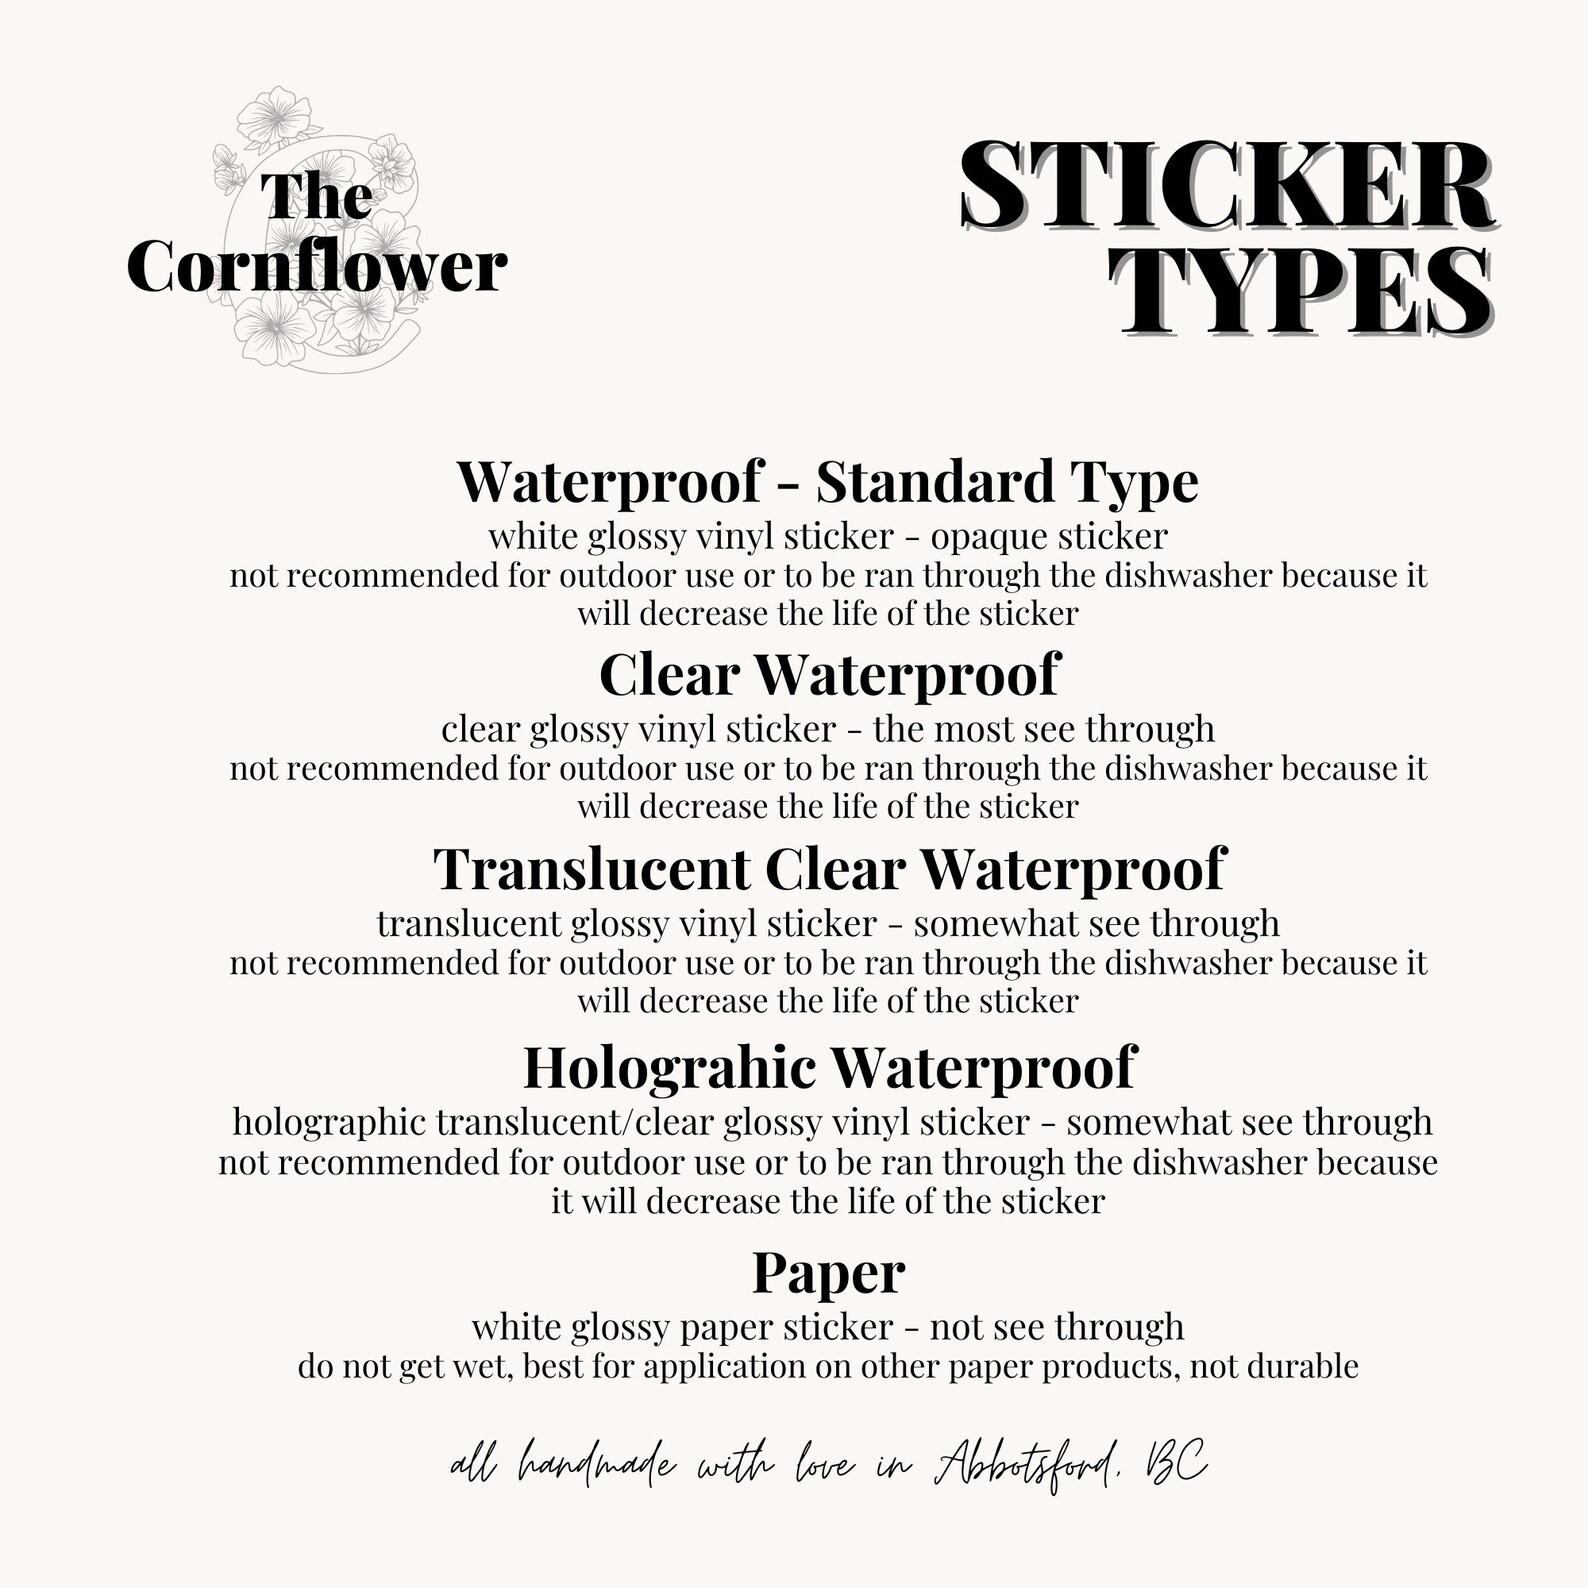 The
Cornflower
STICKER
TYPES
Waterproof - Standard Type
white glossy vinyl sticker - opaque sticker
not recommended for outdoor use or to be ran through the dishwasher because it
will decrease the life of the sticker
Clear Waterproof
clear glossy vinyl sticker - the most see through
not recommended for outdoor use or to be ran through the dishwasher because it
will decrease the life of the sticker
Translucent Clear Waterproof
translucent glossy vinyl sticker - somewhat see through
not recommended for outdoor use or to be ran through the dishwasher because it
will decrease the life of the sticker
Holograhic Waterproof
holographic translucent/clear glossy vinyl sticker - somewhat see through
not recommended for outdoor use or to be ran through the dishwasher because
it will decrease the life of the sticker
Paper
white glossy paper sticker - not see through
do not get wet, best for application on other paper products, not durable
all handmade with love in Abbotsford, BC